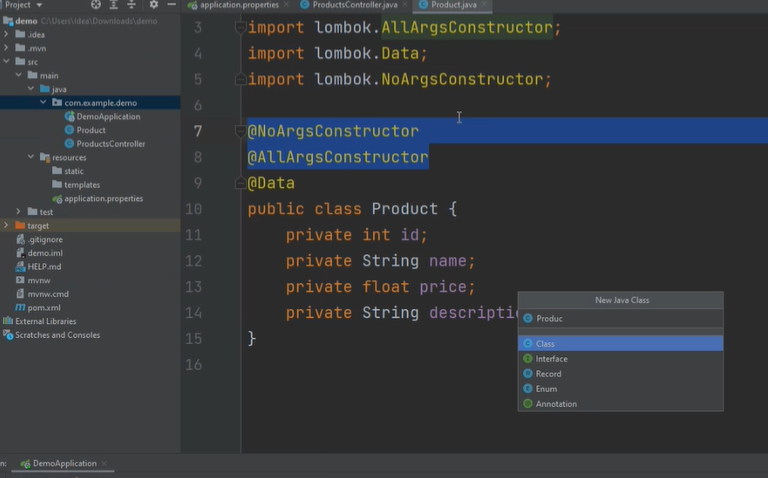 Project
application.properties
ProductsController.java
Product.java
demo C:\Idea\Downloads\demo
.idea
.mvn
src
main
java
com.example.demo
DemoApplication
Product
ProductsController
resources
static
templates
application.properties
test
target
.gitignore
demo.iml
HELP.md
mvnw
mvnw.cmd
pom.xml
External Libraries
Scratches and Consoles
3 import lombok.AllArgsConstructor;
4 import lombok.Data;
5 import lombok.NoArgsConstructor;
6
7 @NoArgsConstructor
8 @AllArgsConstructor
9 @Data
10 public class Product {
11 private int id;
12 private String name;
13 private float price;
14 private String descriptio
15 }
16
New Java Class
Produc
Class
Interface
Record
Enum
Annotation
n: DemoApplication